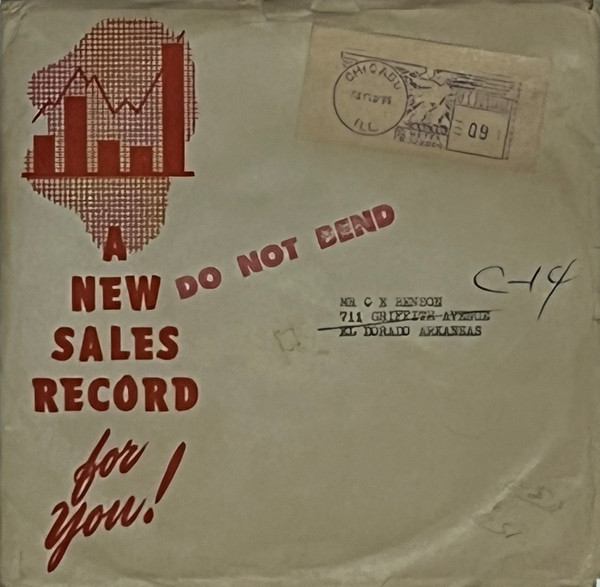 CHICAGO
ILL.
09
DO NOT BEND
A
NEW
SALES
RECORD
for
You!
C-14
MR C E BENSON
711 GRIFFITH AVENUE
EL DORADO ARKANSAS